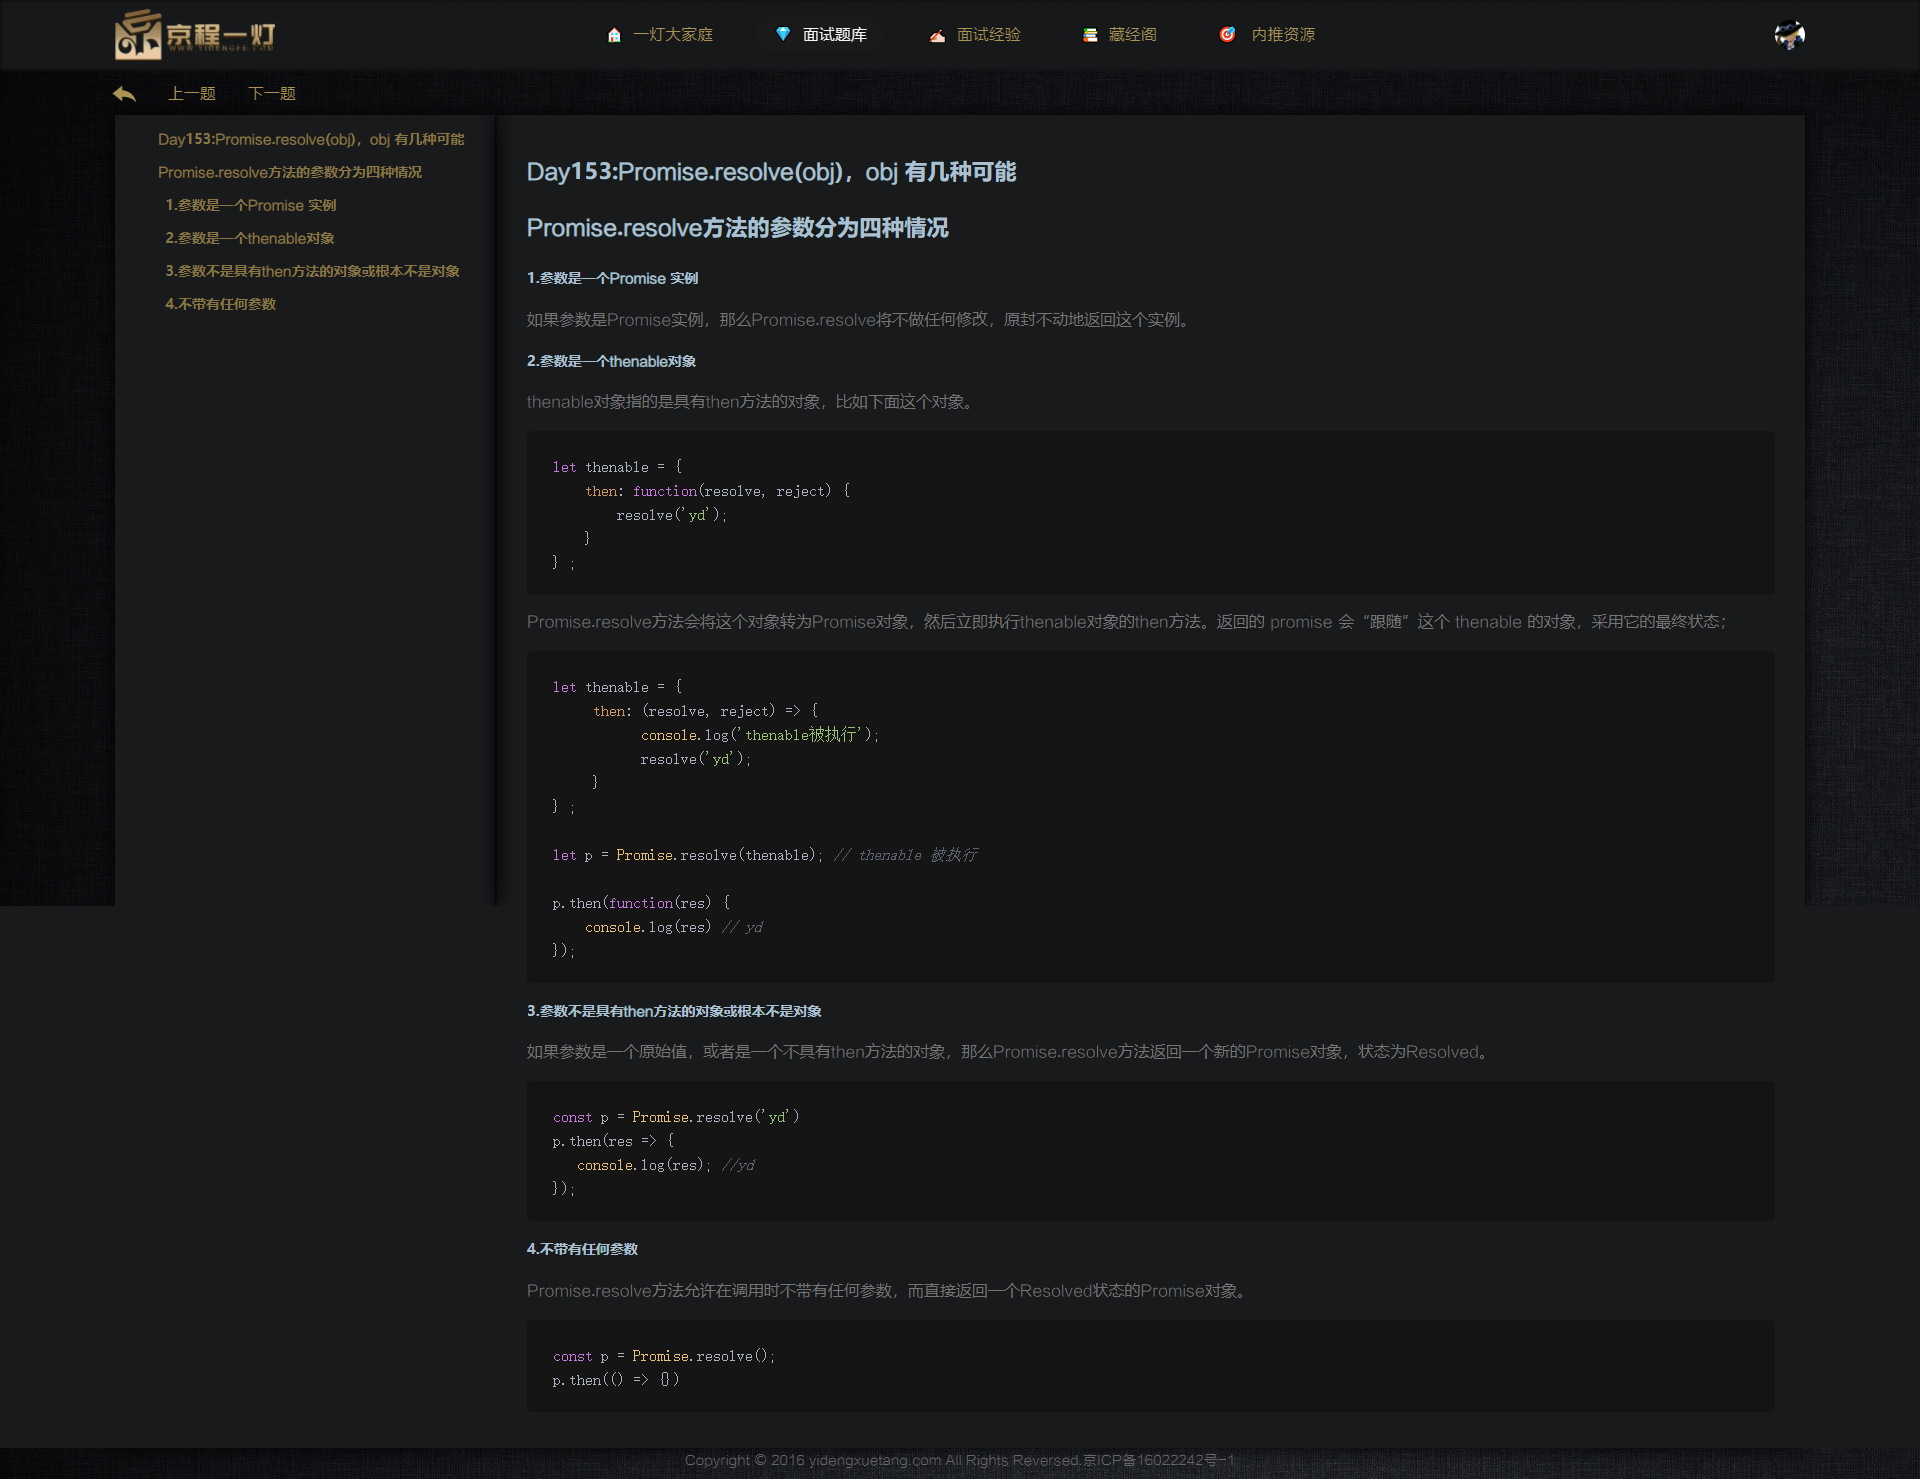 京程一灯
WWW.YIDENGFE.COM
一灯大家庭
面试题库
面试经验
藏经阁
内推资源
上一题 下一题
Day153:Promise.resolve(obj)，obj 有几种可能
Promise.resolve方法的参数分为四种情况
1.参数是一个Promise 实例
2.参数是一个thenable对象
3.参数不是具有then方法的对象或根本不是对象
4.不带有任何参数
Day153:Promise.resolve(obj)，obj 有几种可能
Promise.resolve方法的参数分为四种情况
1.参数是一个Promise 实例
如果参数是Promise实例，那么Promise.resolve将不做任何修改，原封不动地返回这个实例。
2.参数是一个thenable对象
thenable对象指的是具有then方法的对象，比如下面这个对象。
let thenable = {
    then: function(resolve, reject) {
        resolve('yd');
    }
} ;
Promise.resolve方法会将这个对象转为Promise对象，然后立即执行thenable对象的then方法。返回的 promise 会“跟随”这个 thenable 的对象，采用它的最终状态；
let thenable = {
     then: (resolve, reject) => {
           console.log('thenable被执行');
           resolve('yd');
     }
} ;
let p = Promise.resolve(thenable); // thenable 被执行
p.then(function(res) {
    console.log(res) // yd
});
3.参数不是具有then方法的对象或根本不是对象
如果参数是一个原始值，或者是一个不具有then方法的对象，那么Promise.resolve方法返回一个新的Promise对象，状态为Resolved。
const p = Promise.resolve('yd')
p.then(res => {
   console.log(res); //yd
});
4.不带有任何参数
Promise.resolve方法允许在调用时不带有任何参数，而直接返回一个Resolved状态的Promise对象。
const p = Promise.resolve();
p.then(() => {})
Copyright © 2016 yidengxuetang.com All Rights Reversed.京ICP备16022242号-1